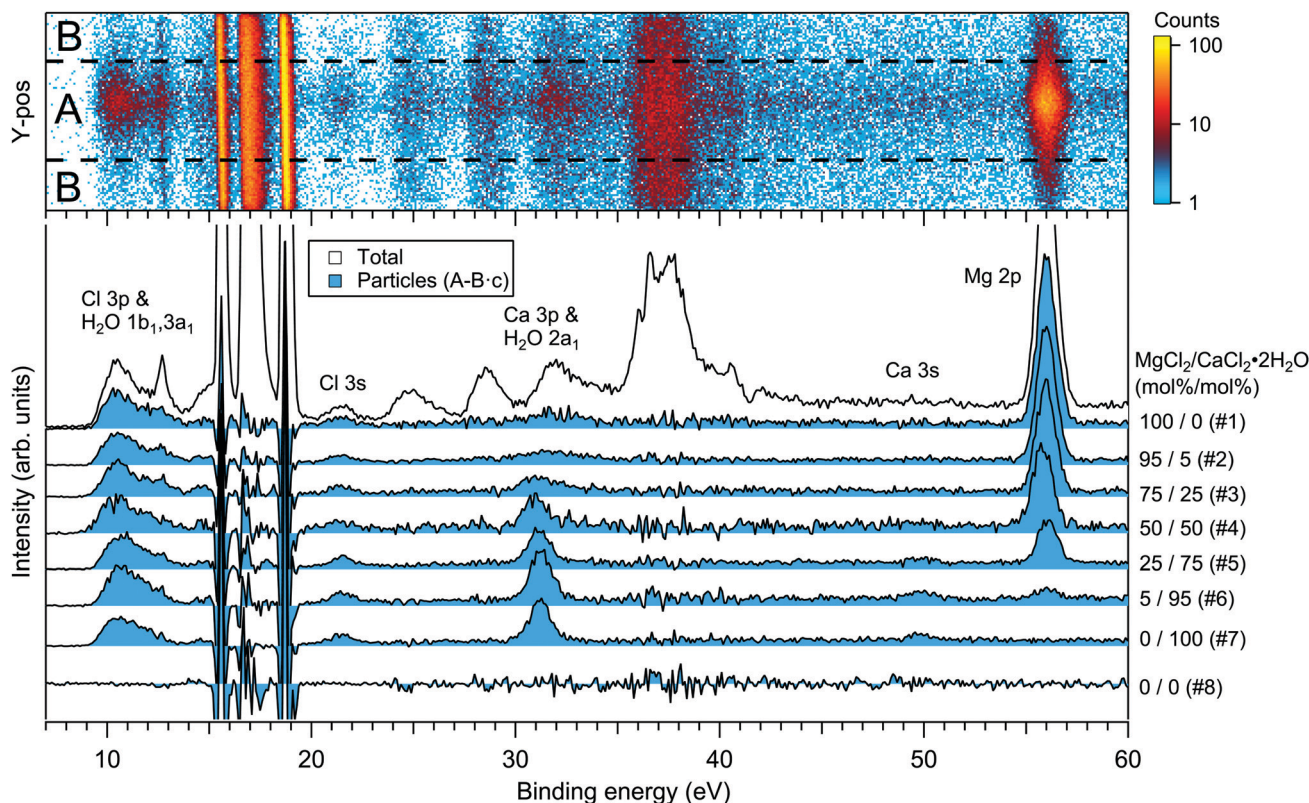 B
A
B
Y-pos
Counts
100
10
1
Total
Particles (A-B·c)
Cl 3p &
H₂O 1b₁,3a₁
Cl 3s
Ca 3p &
H₂O 2a₁
Ca 3s
Mg 2p
MgCl₂/CaCl₂•2H₂O
(mol%/mol%)
100 / 0 (#1)
95 / 5 (#2)
75 / 25 (#3)
50 / 50 (#4)
25 / 75 (#5)
5 / 95 (#6)
0 / 100 (#7)
0 / 0 (#8)
Intensity (arb. units)
10 20 30 40 50 60
Binding energy (eV)